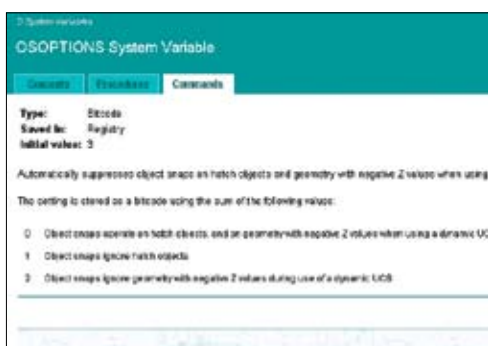 OSOPTIONS System Variable
Concepts Procedures Commands
Type: Bitcode
Saved In: Registry
Initial value: 3
Automatically suppresses object snaps on hatch objects and geometry with negative Z values when using
The setting is stored as a bitcode using the sum of the following values:
0 Object snaps operate on hatch objects, and on geometry with negative Z values when using a dynamic UC
1 Object snaps ignore hatch objects
2 Object snaps ignore geometry with negative Z values during use of a dynamic UCS